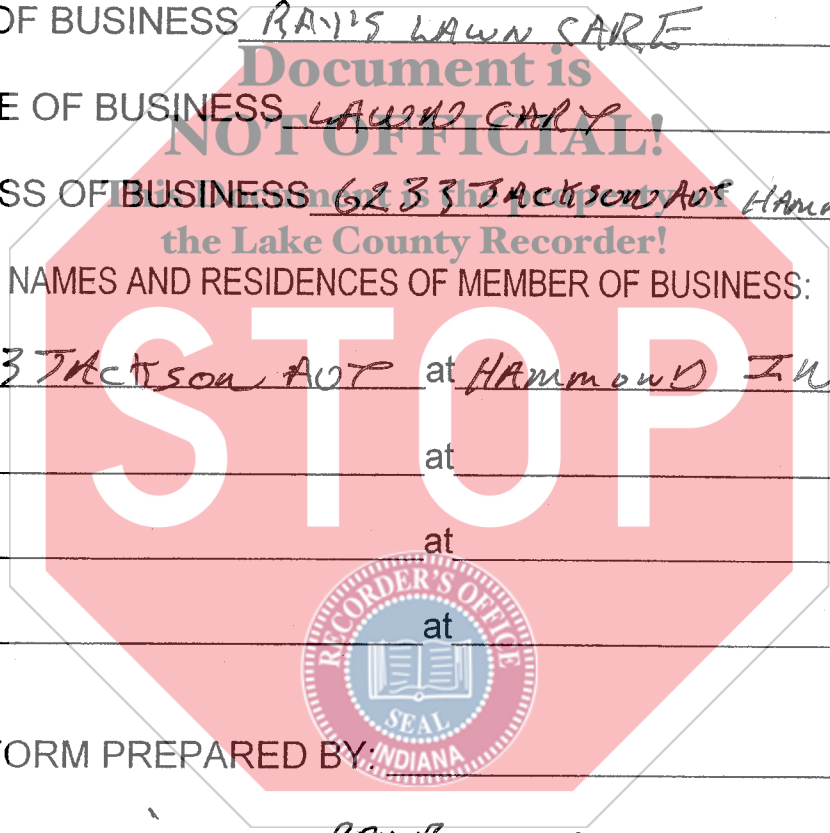 OF BUSINESS RAY'S LAWN CARE
Document is
E OF BUSINESS LAWN CARE
NOT OFFICIAL!
SS OF BUSINESS 6233 JACKSON AVE HAMM
This Document is the property of
the Lake County Recorder!
NAMES AND RESIDENCES OF MEMBER OF BUSINESS:
STOP
3 JACKSON AVE at HAMMOND IN
at
at
at
RECORDER'S OFFICE
SEAL
INDIANA
FORM PREPARED BY: